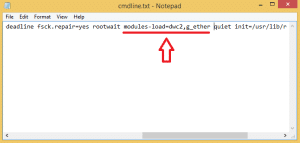 cmdline.txt - Notepad
File Edit Format View Help
deadline fsck.repair=yes rootwait modules-load=dwc2,g_ether quiet init=/usr/lib/r